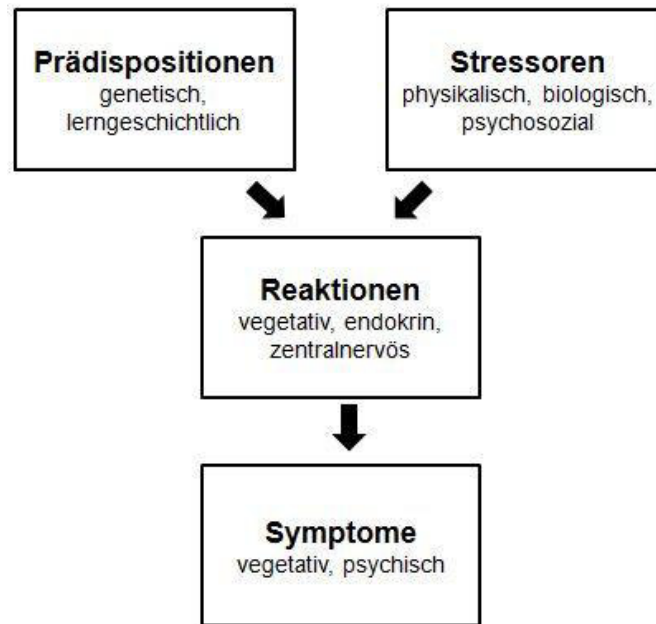 Prädispositionen
genetisch,
lerngeschichtlich
Stressoren
physikalisch, biologisch,
psychosozial
Reaktionen
vegetativ, endokrin,
zentralnervös
Symptome
vegetativ, psychisch